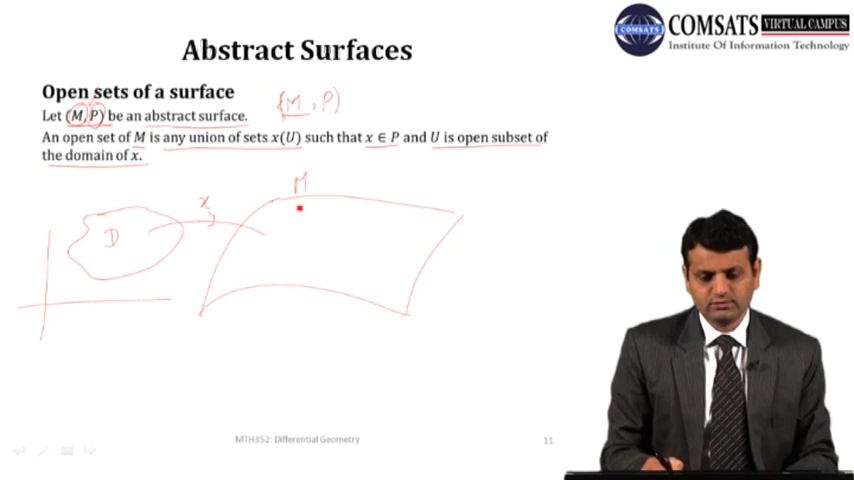 COMSATS VIRTUAL CAMPUS
Institute Of Information Technology
Abstract Surfaces
Open sets of a surface
Let (M, P) be an abstract surface.
{M , P)
An open set of M is any union of sets x(U) such that x ∈ P and U is open subset of
the domain of x.
M
x
D
MTH352: Differential Geometry
11